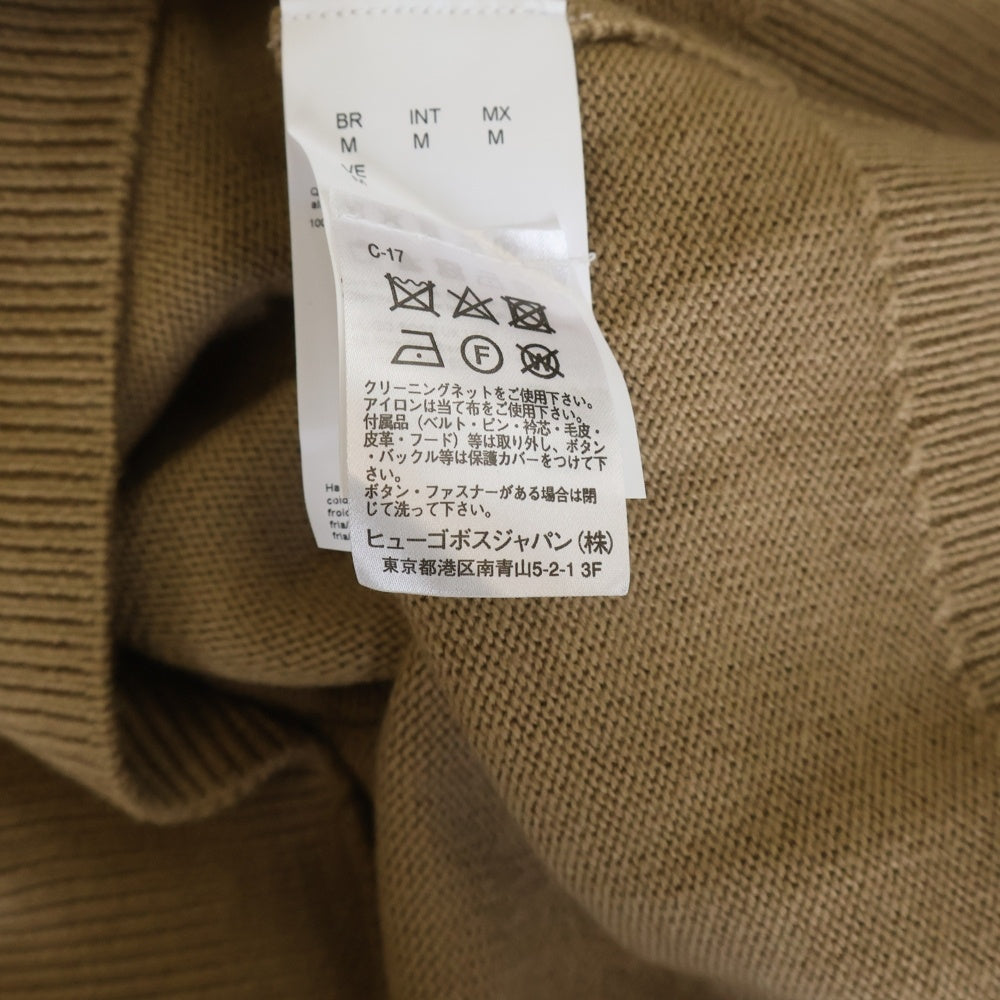 BR INT MX
M M M
C-17
F
W
クリーニングネットをご使用下さい。
アイロンは当て布をご使用下さい。
付属品（ベルト・ピン・衿芯・毛皮・
皮革・フード）等は取り外し、ボタン
・バックル等は保護カバーをつけて下
さい。
ボタン・ファスナーがある場合は閉
じて洗って下さい。
ヒューゴボスジャパン(株)
東京都港区南青山5-2-1 3F
Ha
colo
froid
fria/
fria/